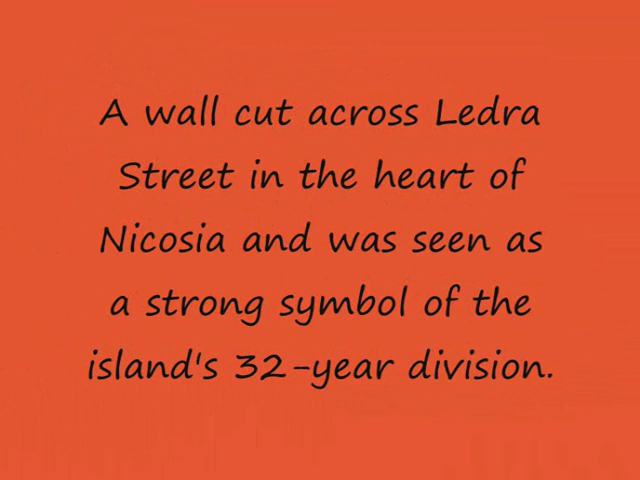 A wall cut across Ledra
Street in the heart of
Nicosia and was seen as
a strong symbol of the
island's 32-year division.